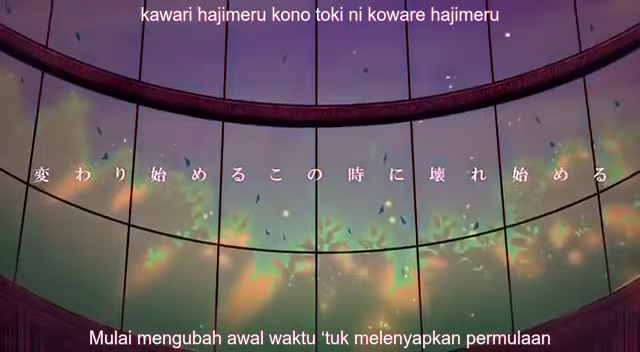 kawari hajimeru kono toki ni koware hajimeru
変わり始めるこの時に壊れ始める
Mulai mengubah awal waktu ‘tuk melenyapkan permulaan